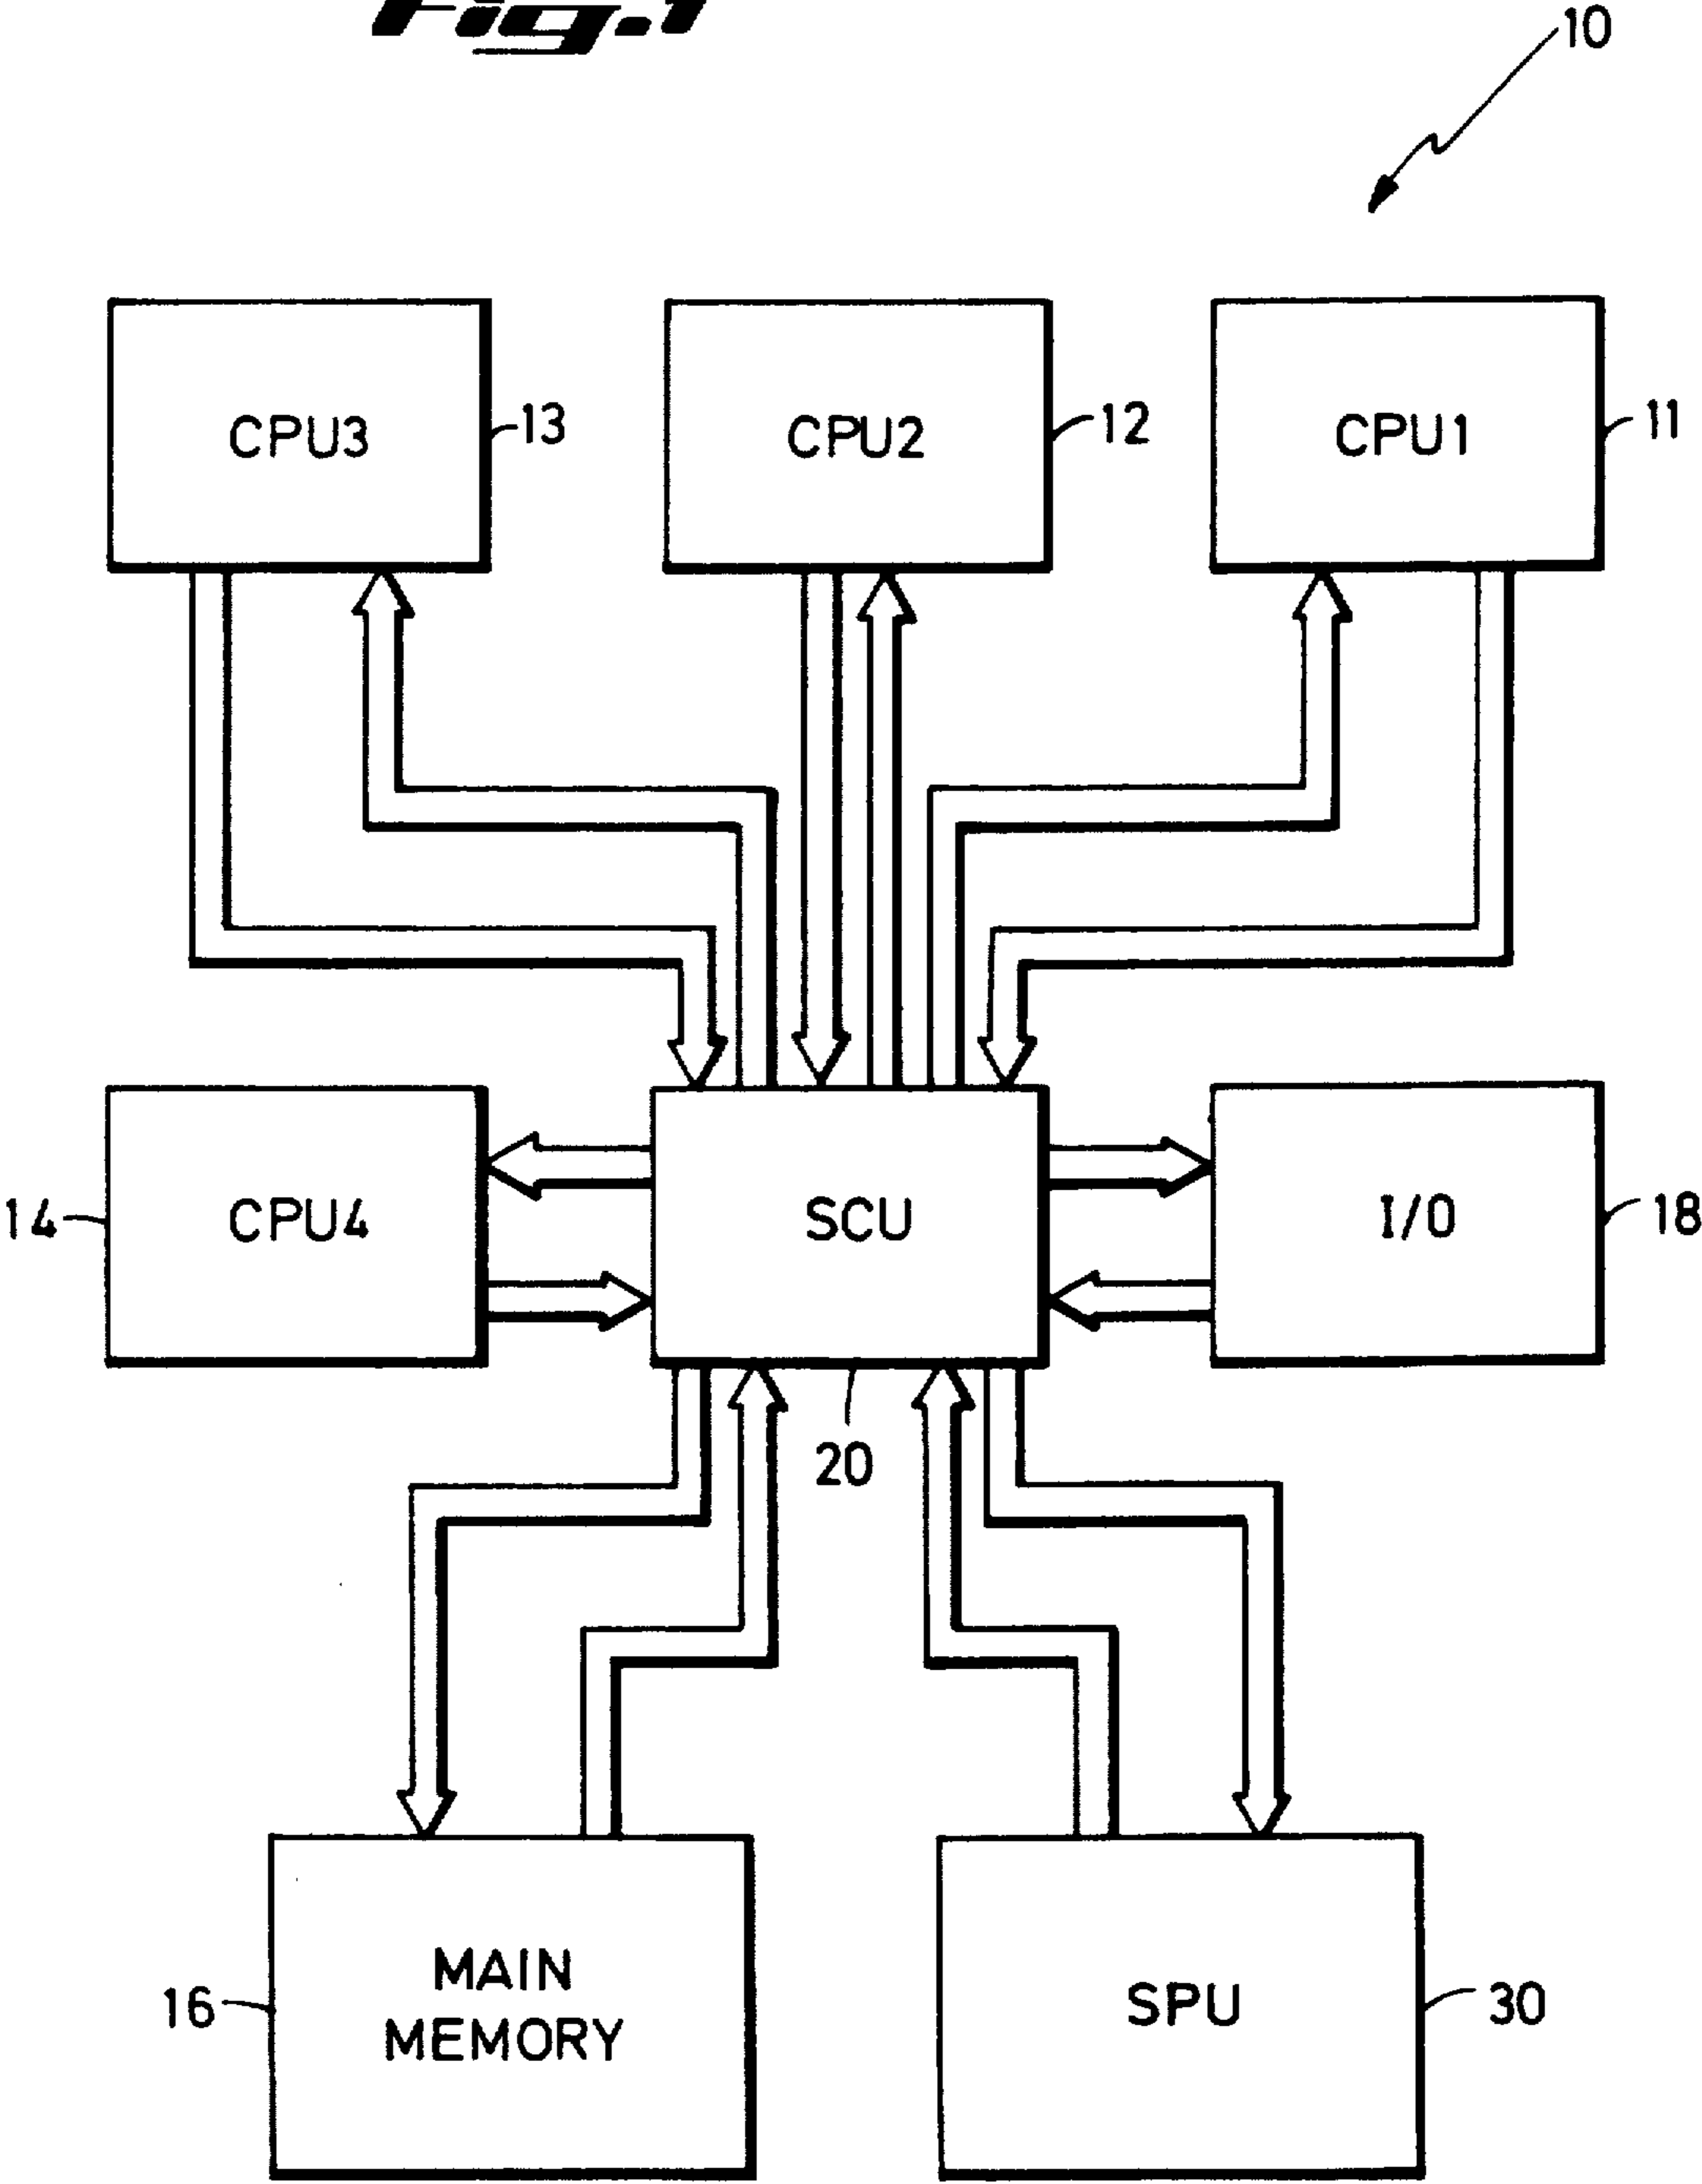 Fig.1
10
CPU3
13
CPU2
12
CPU1
11
14
CPU4
SCU
I/O
18
20
16
MAIN
MEMORY
SPU
30